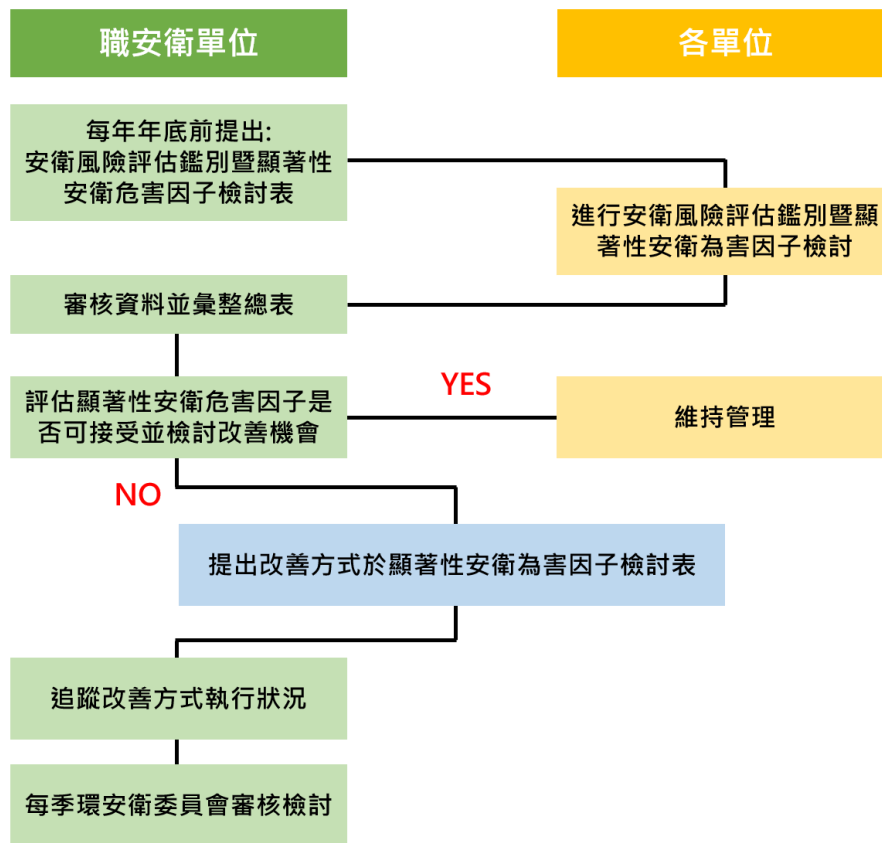 職安衛單位
各單位
每年年底前提出:
安衛風險評估鑑別暨顯著性
安衛危害因子檢討表
進行安衛風險評估鑑別暨顯
著性安衛為害因子檢討
審核資料並彙整總表
評估顯著性安衛危害因子是
否可接受並檢討改善機會
YES
維持管理
NO
提出改善方式於顯著性安衛為害因子檢討表
追蹤改善方式執行狀況
每季環安衛委員會審核檢討